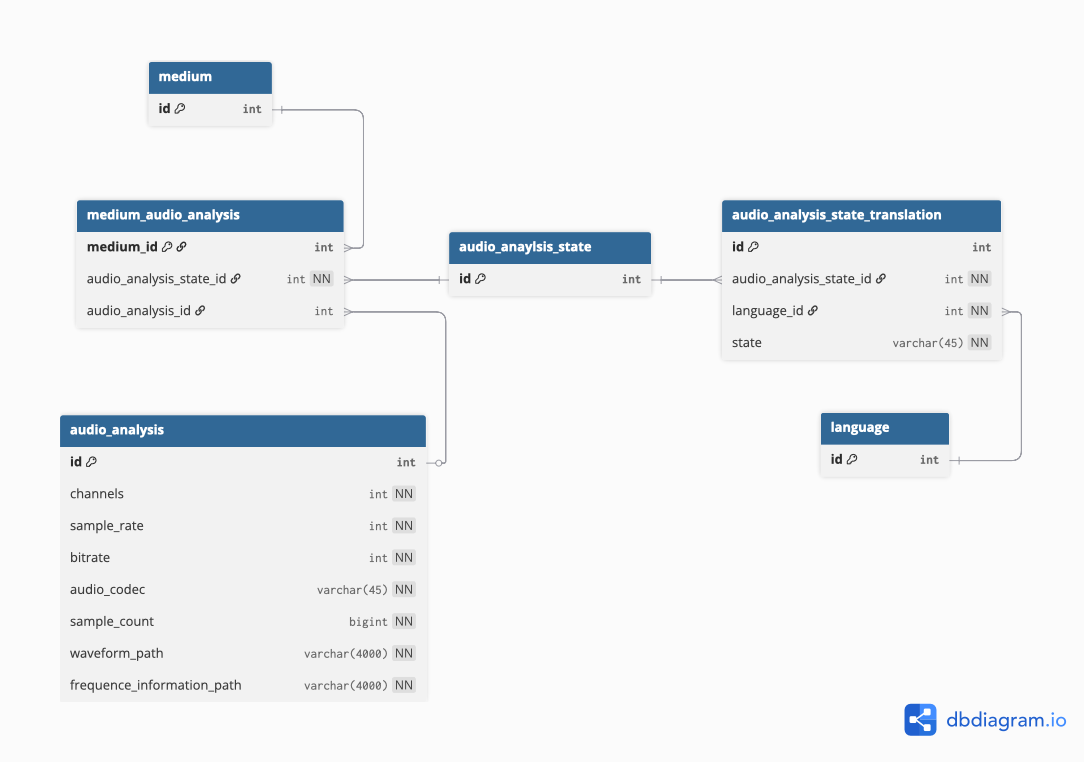 medium
id int
medium_audio_analysis
medium_id int
audio_analysis_state_id int NN
audio_analysis_id int
audio_anaylsis_state
id int
audio_analysis_state_translation
id int
audio_analysis_state_id int NN
language_id int NN
state varchar(45) NN
language
id int
audio_analysis
id int
channels int NN
sample_rate int NN
bitrate int NN
audio_codec varchar(45) NN
sample_count bigint NN
waveform_path varchar(4000) NN
frequence_information_path varchar(4000) NN
dbdiagram.io